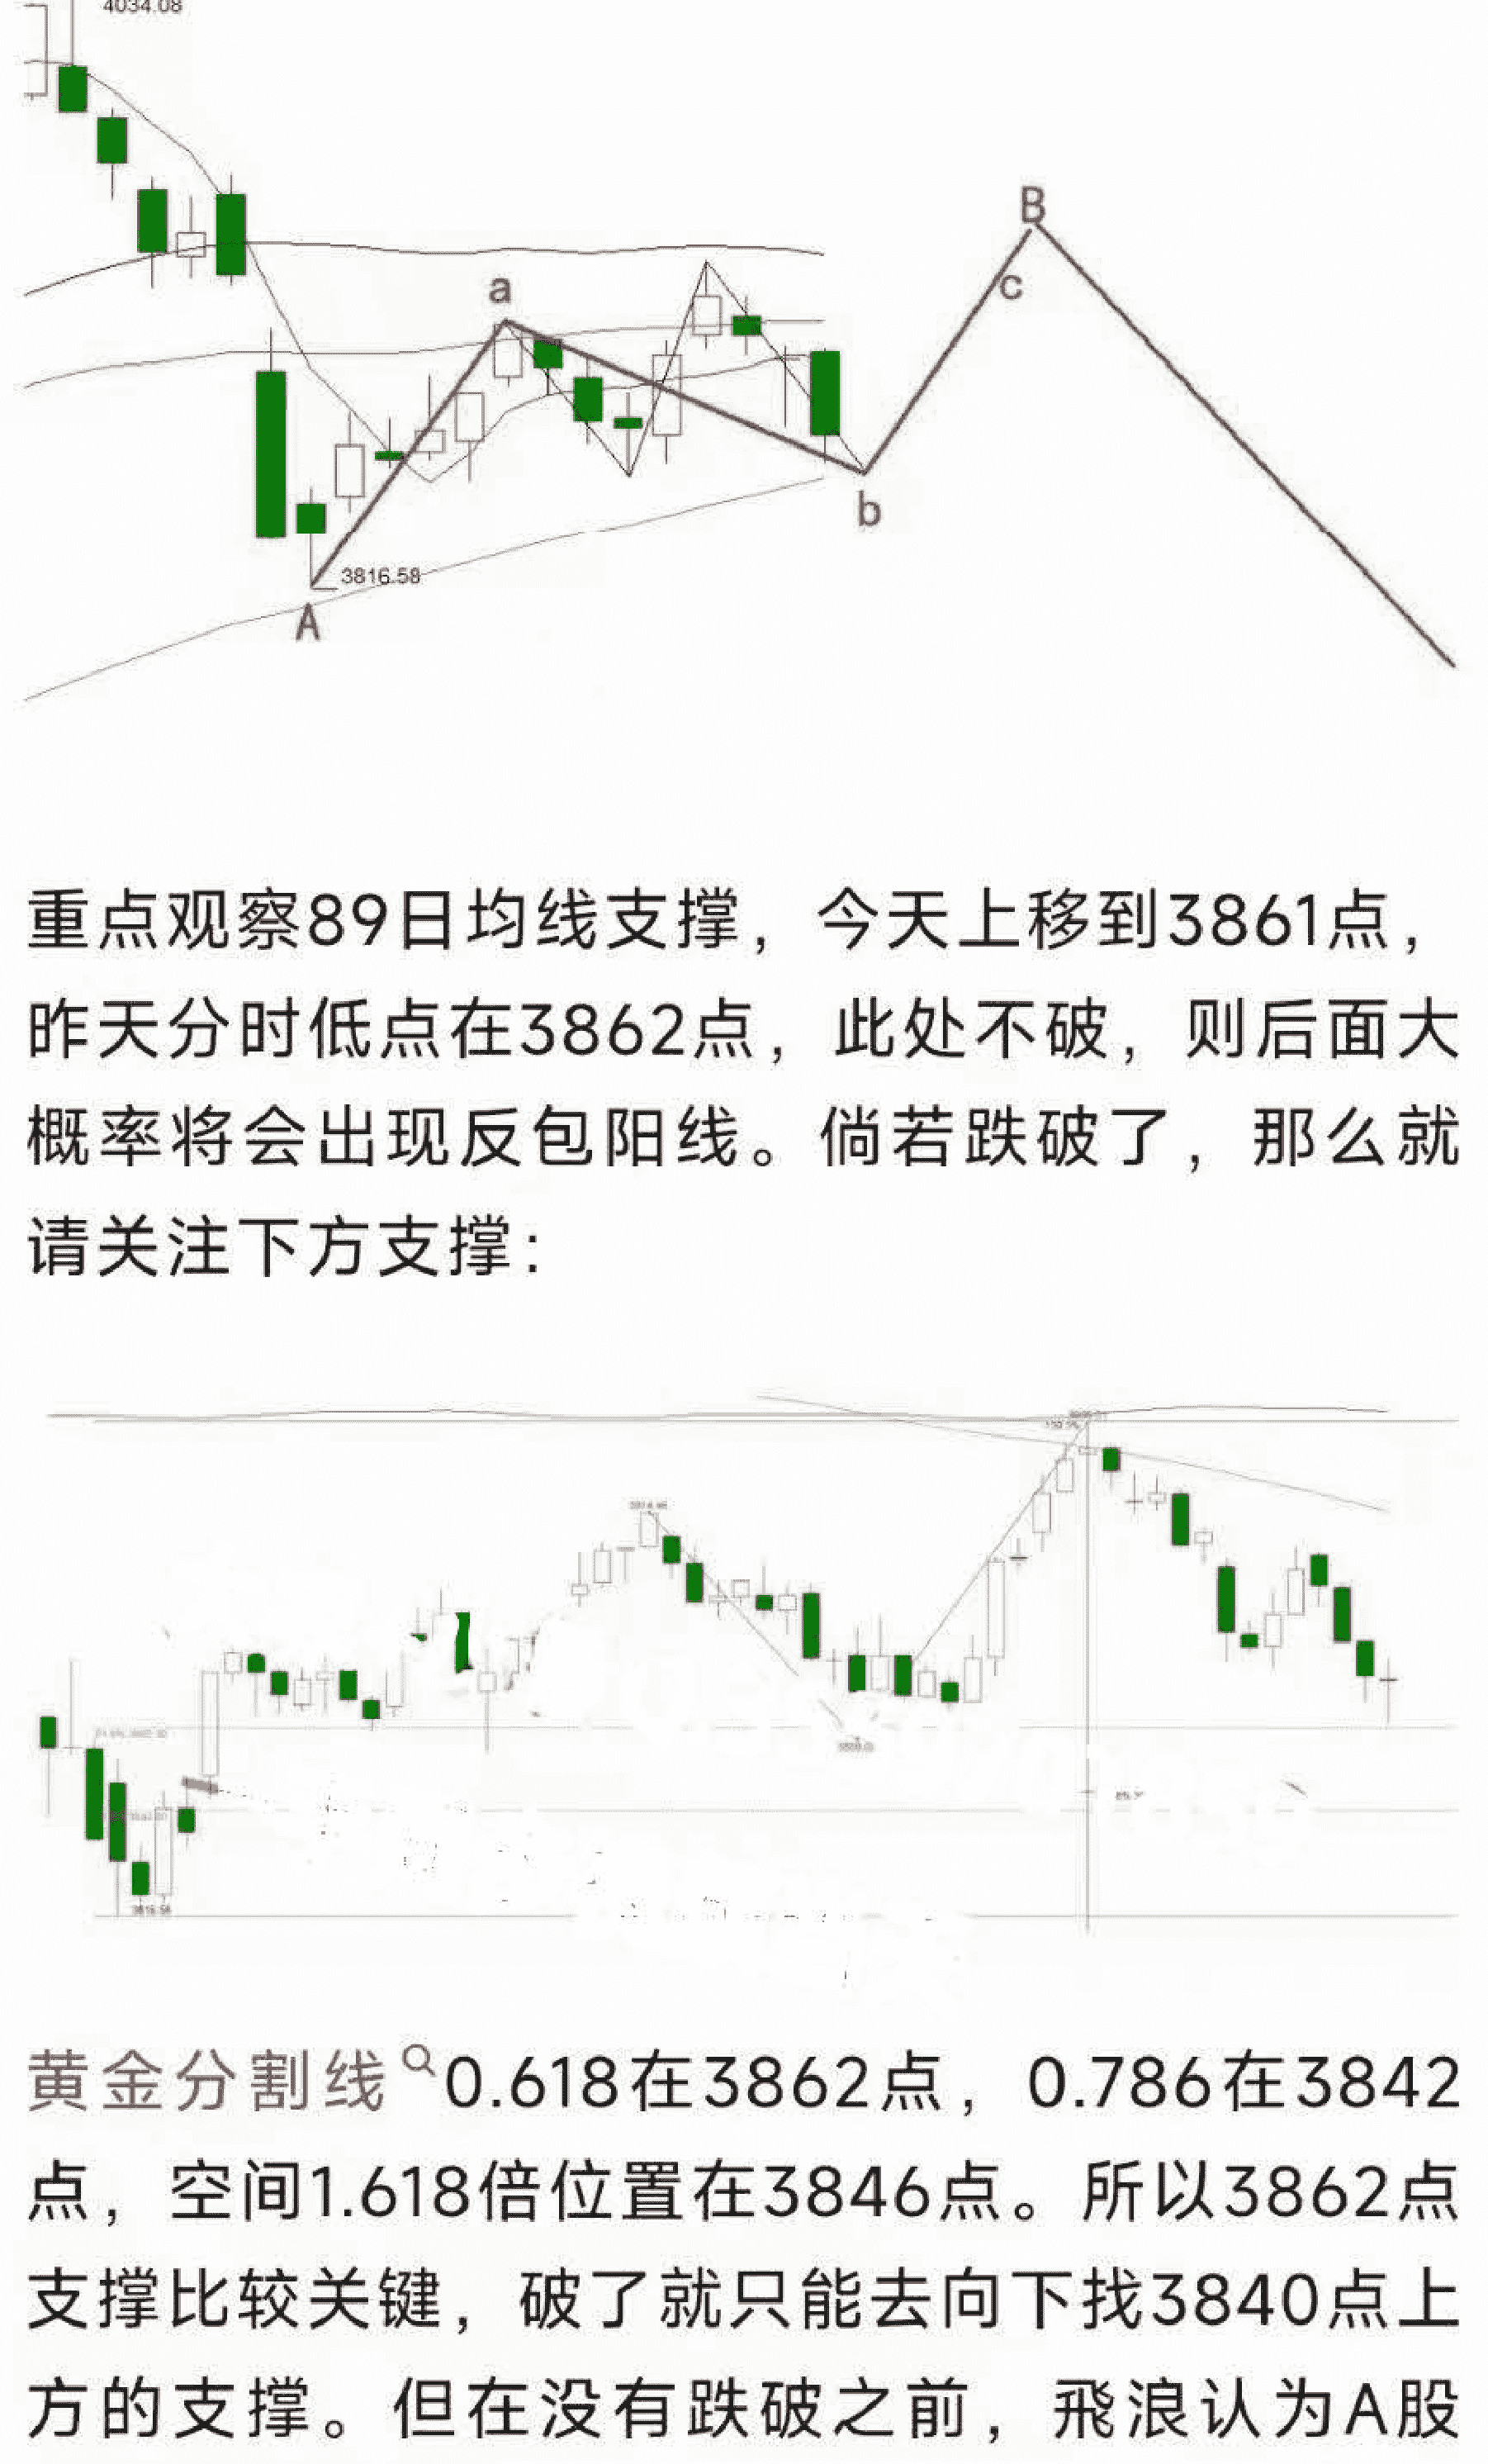 4034.08
B
a
c
b
3816.58
A
重点观察89日均线支撑，今天上移到3861点，
昨天分时低点在3862点，此处不破，则后面大
概率将会出现反包阳线。倘若跌破了，那么就
请关注下方支撑：
3816.58
黄金分割线0.618在3862点，0.786在3842
点，空间1.618倍位置在3846点。所以3862点
支撑比较关键，破了就只能去向下找3840点上
方的支撑。但在没有跌破之前，飛浪认为A股